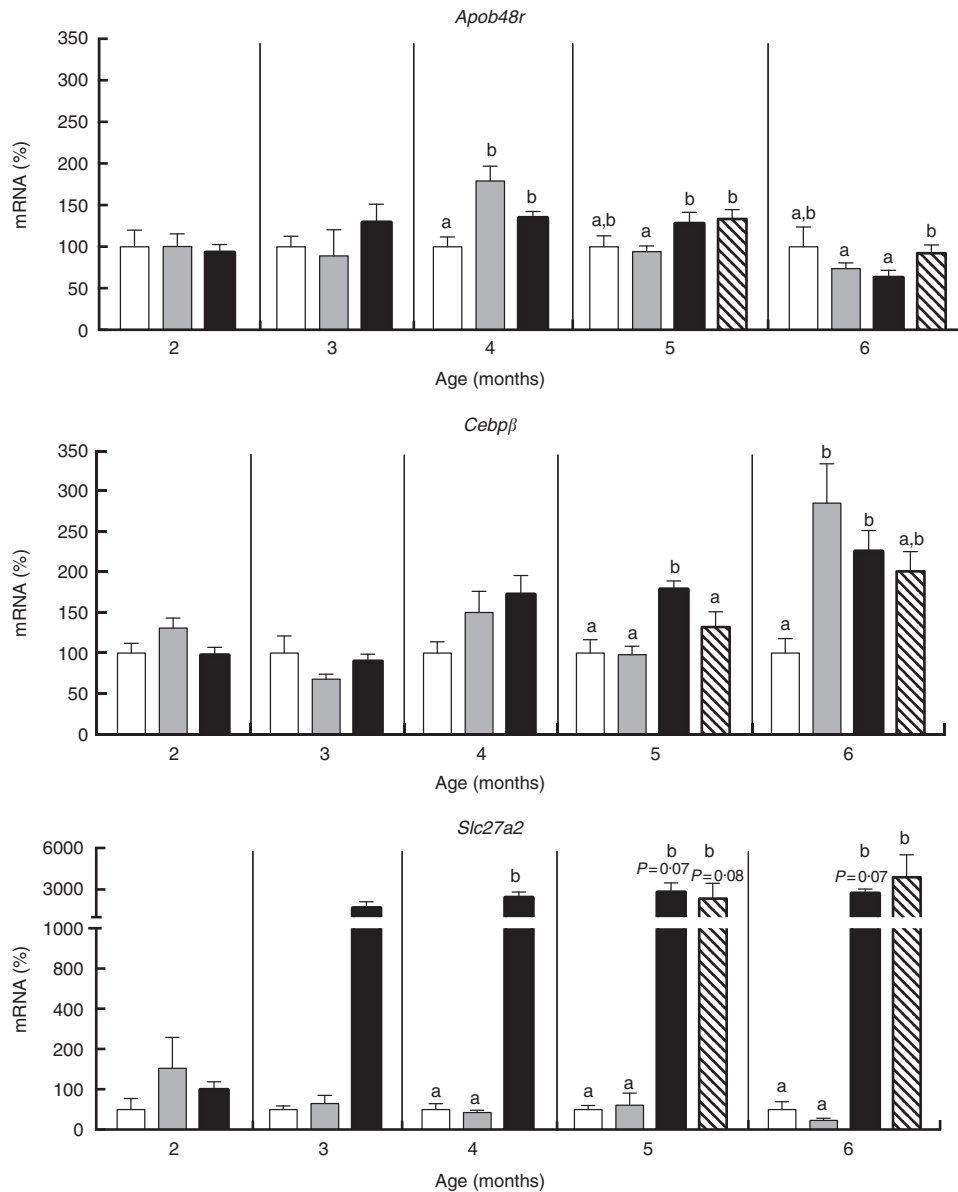 Apob48r
350
300
250
200
150
100
50
0
mRNA (%)
b
b
a
a,b
a
b
b
a,b
a
a
b
2 3 4 5 6
Age (months)
Cebpβ
350
300
250
200
150
100
50
0
mRNA (%)
b
b
a,b
b
a
a a
a
2 3 4 5 6
Age (months)
Slc27a2
6000
3000
1000
800
400
200
100
0
mRNA (%)
b
b b
P=0·07 P=0·08
b
b
P=0·07
a a
a a
a a
2 3 4 5 6
Age (months)